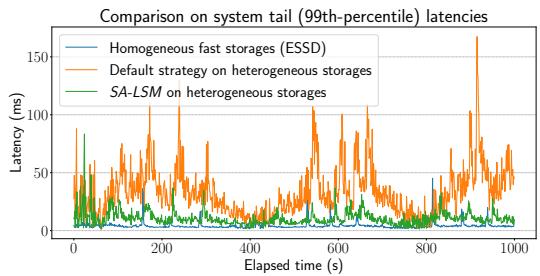 Comparison on system tail (99th-percentile) latencies
Homogeneous fast storages (ESSD)
Default strategy on heterogeneous storages
SA-LSM on heterogeneous storages
Latency (ms)
150
100
50
0
0 200 400 600 800 1000
Elapsed time (s)